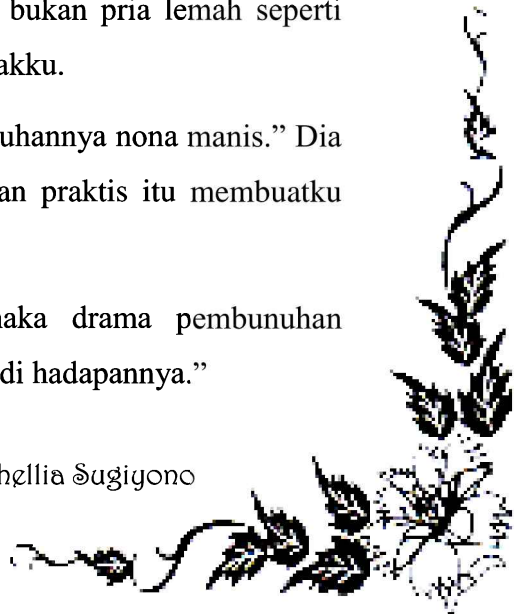 bukan pria lemah seperti
akku.
uhannya nona manis.” Dia
an praktis itu membuatku
naka drama pembunuhan
di hadapannya.”
hellia Sugiyono